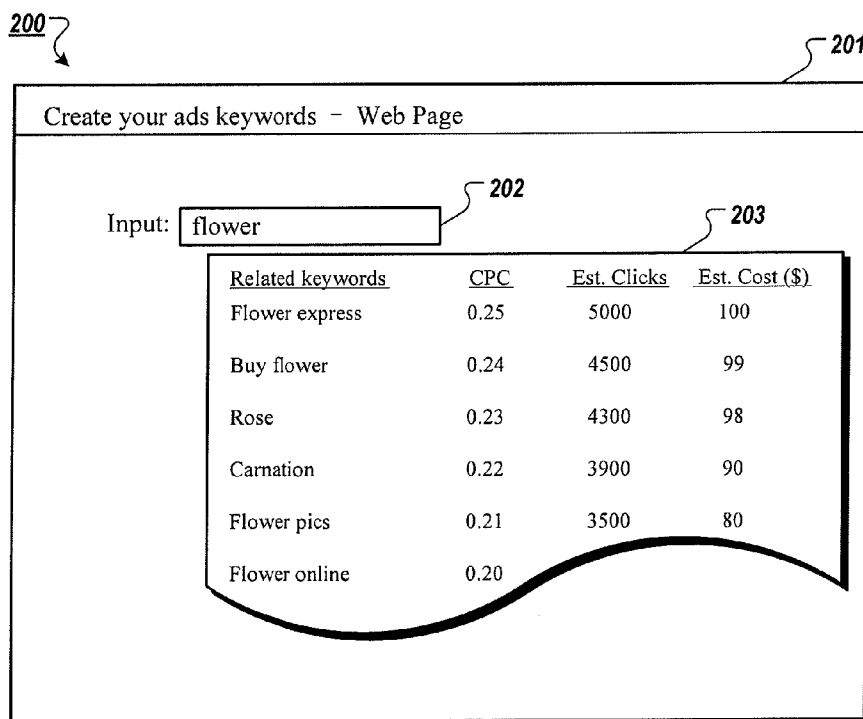 200
201
Create your ads keywords - Web Page
202
Input: flower
203
Related keywords CPC Est. Clicks Est. Cost ($)
Flower express 0.25 5000 100
Buy flower 0.24 4500 99
Rose 0.23 4300 98
Carnation 0.22 3900 90
Flower pics 0.21 3500 80
Flower online 0.20